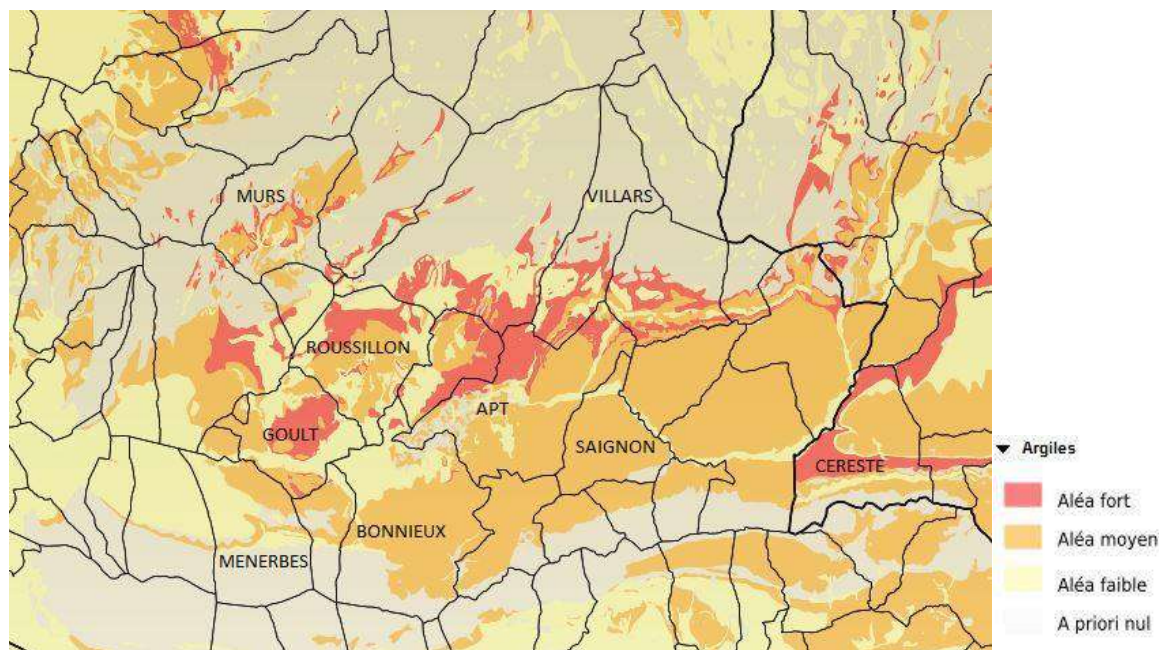 MURS
VILLARS
ROUSSILLON
APT
GOULT
SAIGNON
CERESTE
BONNIEUX
MENERBES
Argiles
Aléa fort
Aléa moyen
Aléa faible
A priori nul